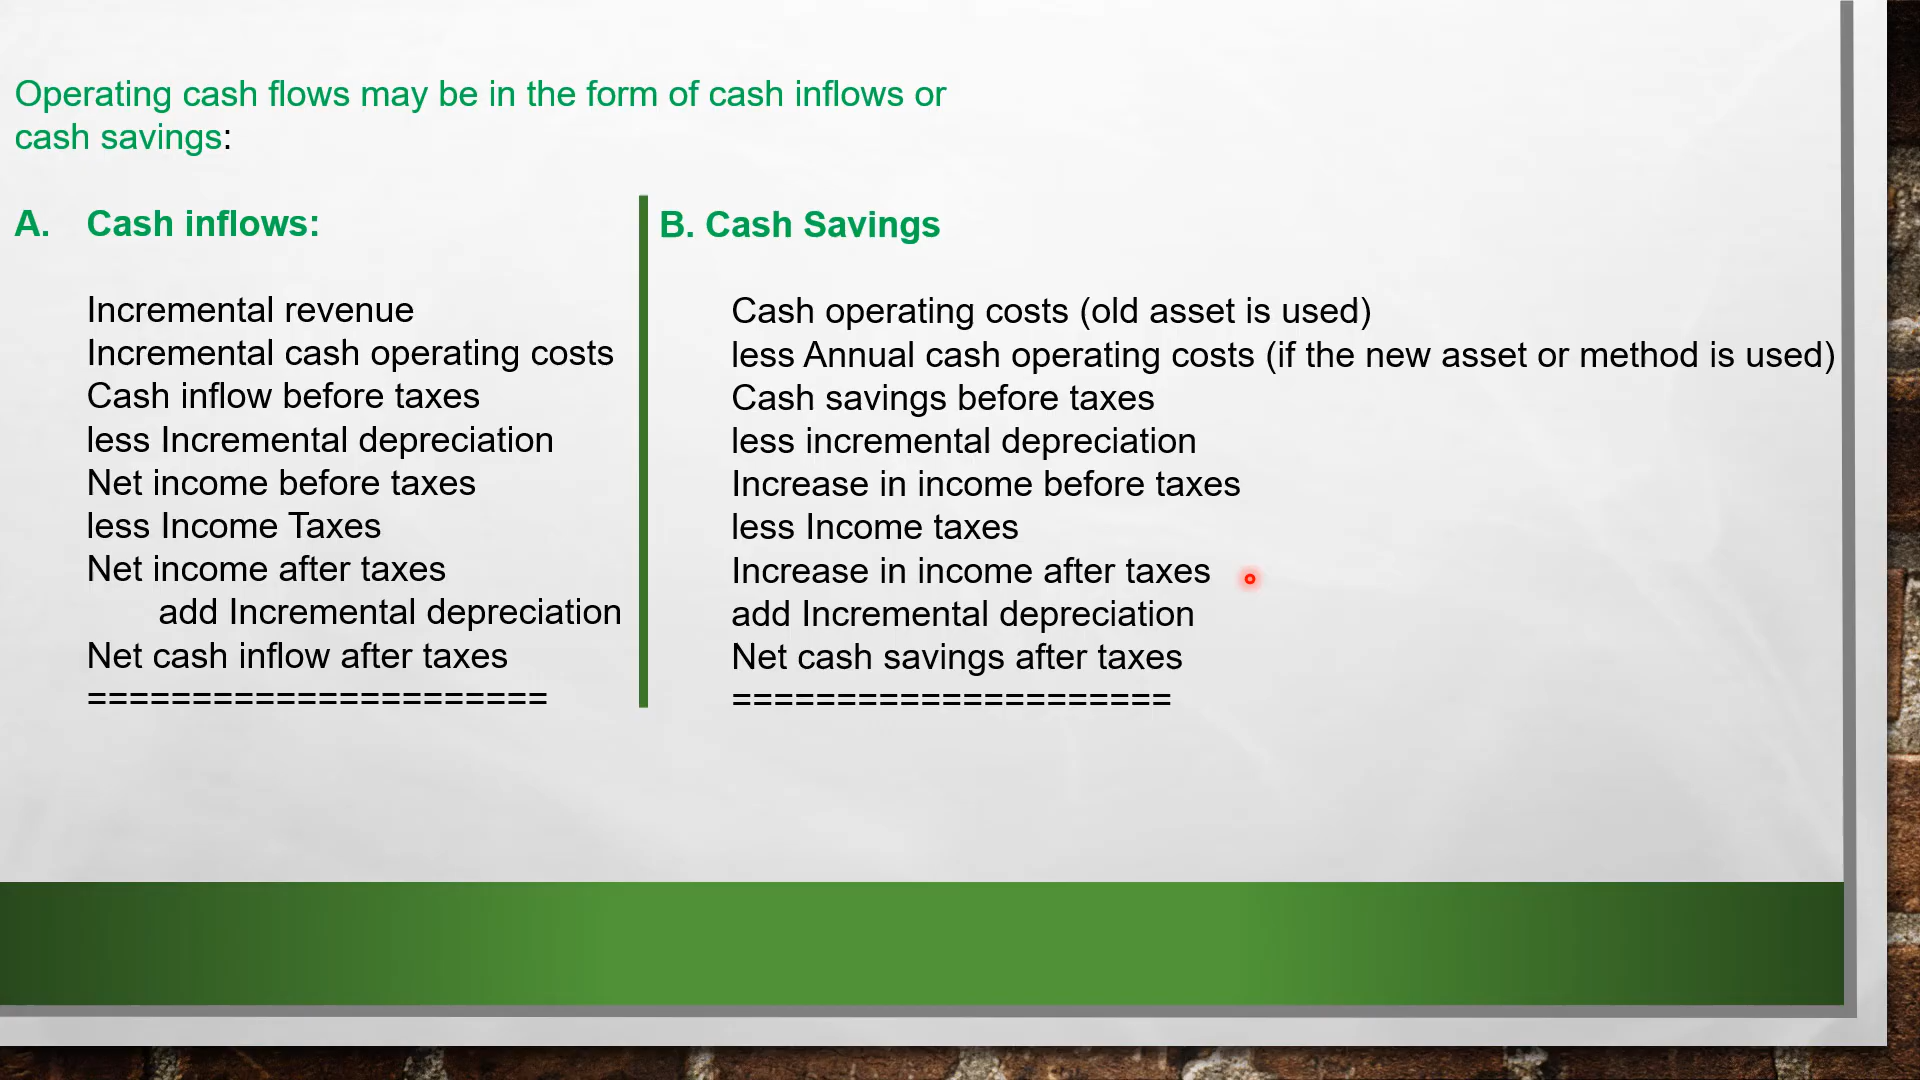 Operating cash flows may be in the form of cash inflows or
cash savings:
A. Cash inflows:
Incremental revenue
Incremental cash operating costs
Cash inflow before taxes
less Incremental depreciation
Net income before taxes
less Income Taxes
Net income after taxes
add Incremental depreciation
Net cash inflow after taxes
======================
B. Cash Savings
Cash operating costs (old asset is used)
less Annual cash operating costs (if the new asset or method is used)
Cash savings before taxes
less incremental depreciation
Increase in income before taxes
less Income taxes
Increase in income after taxes
add Incremental depreciation
Net cash savings after taxes
=====================